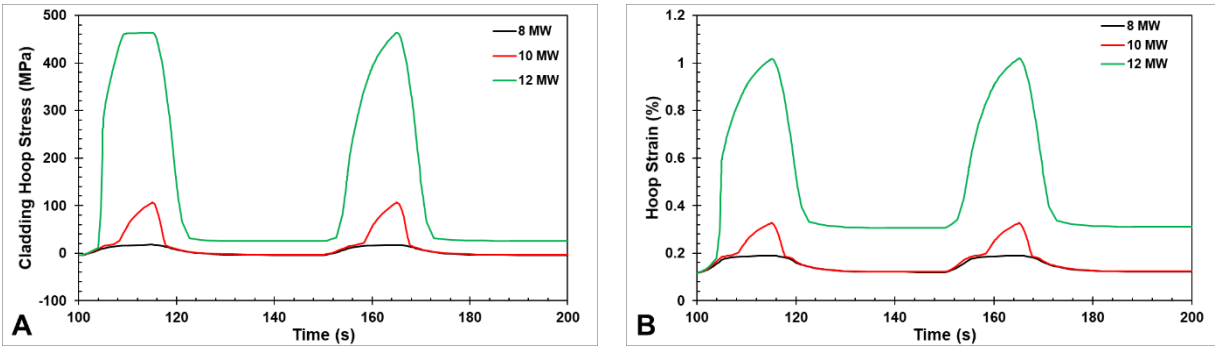 500
400
300
200
100
0
-100
Cladding Hoop Stress (MPa)
8 MW
10 MW
12 MW
100 120 140 160 180 200
Time (s)
A
1.2
1
0.8
0.6
0.4
0.2
0
Hoop Strain (%)
8 MW
10 MW
12 MW
100 120 140 160 180 200
Time (s)
B